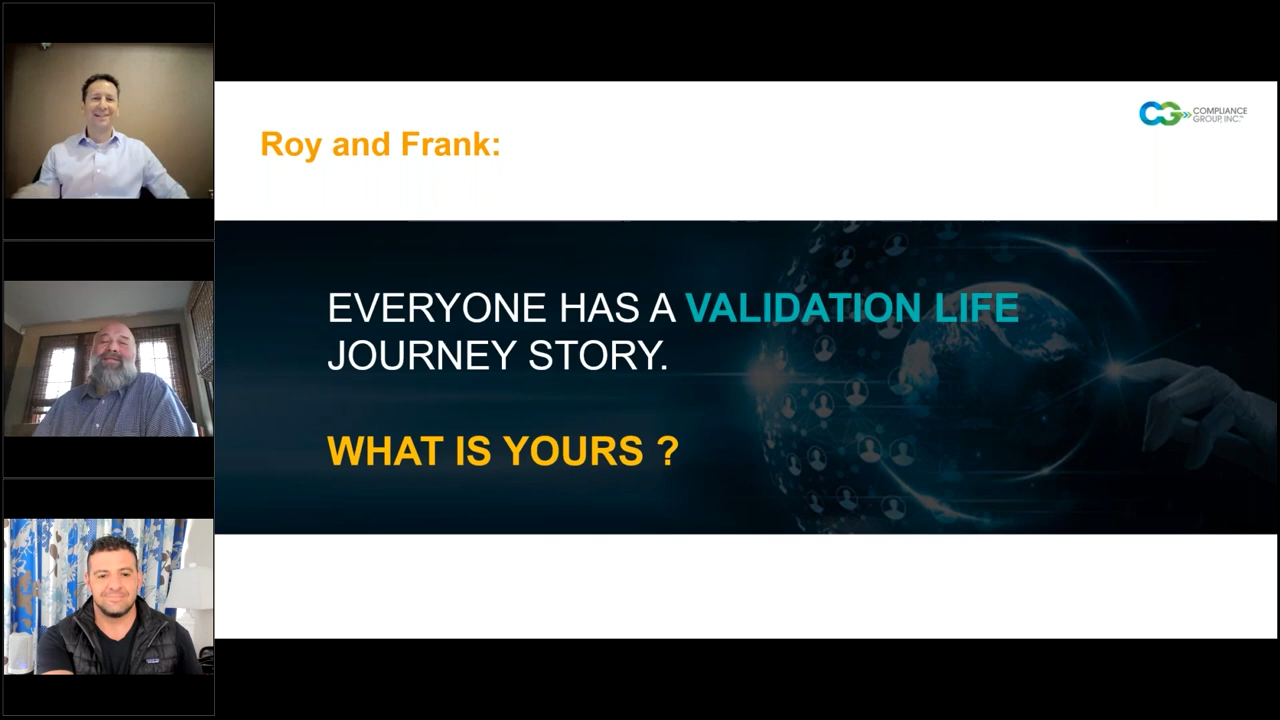 COMPLIANCE
GROUP, INC.
Roy and Frank:
EVERYONE HAS A VALIDATION LIFE
JOURNEY STORY.
WHAT IS YOURS ?